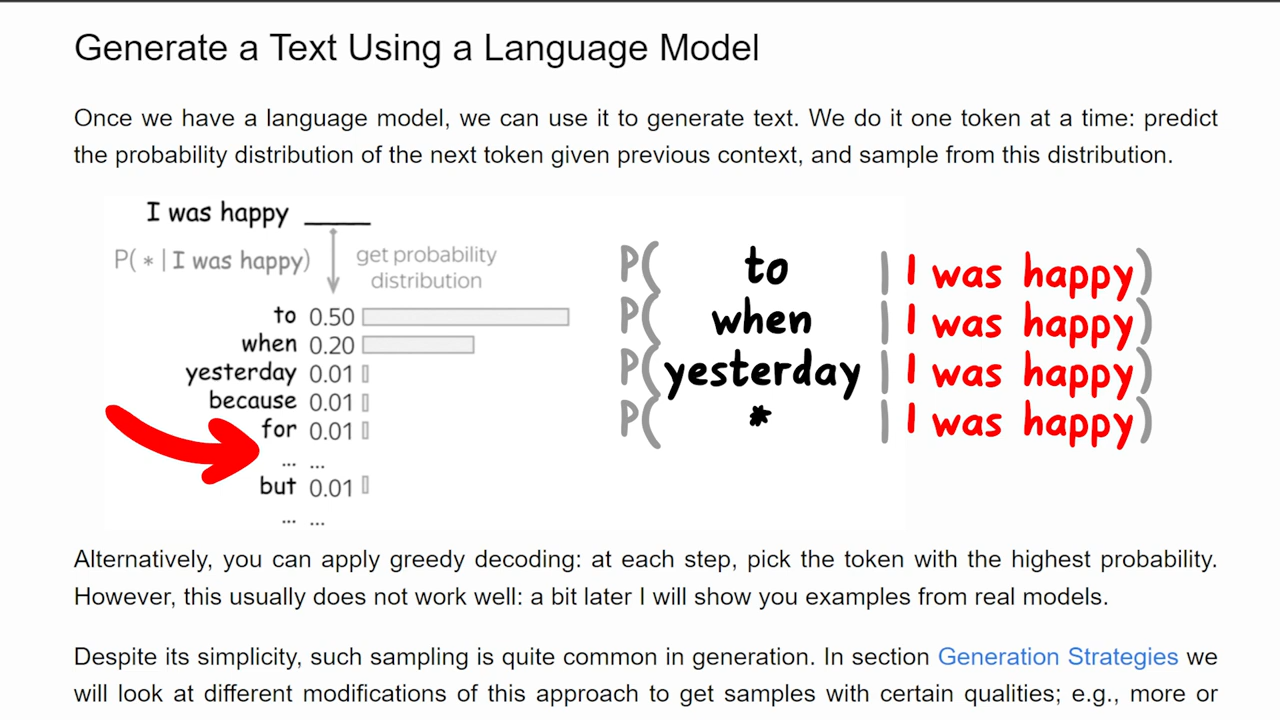 Generate a Text Using a Language Model
Once we have a language model, we can use it to generate text. We do it one token at a time: predict
the probability distribution of the next token given previous context, and sample from this distribution.
I was happy _____
P( * | I was happy)
get probability
distribution
to 0.50
when 0.20
yesterday 0.01
because 0.01
for 0.01
... ...
but 0.01
... ...
P( to | I was happy)
P( when | I was happy)
P( yesterday | I was happy)
P( * | I was happy)
Alternatively, you can apply greedy decoding: at each step, pick the token with the highest probability.
However, this usually does not work well: a bit later I will show you examples from real models.
Despite its simplicity, such sampling is quite common in generation. In section Generation Strategies we
will look at different modifications of this approach to get samples with certain qualities; e.g., more or